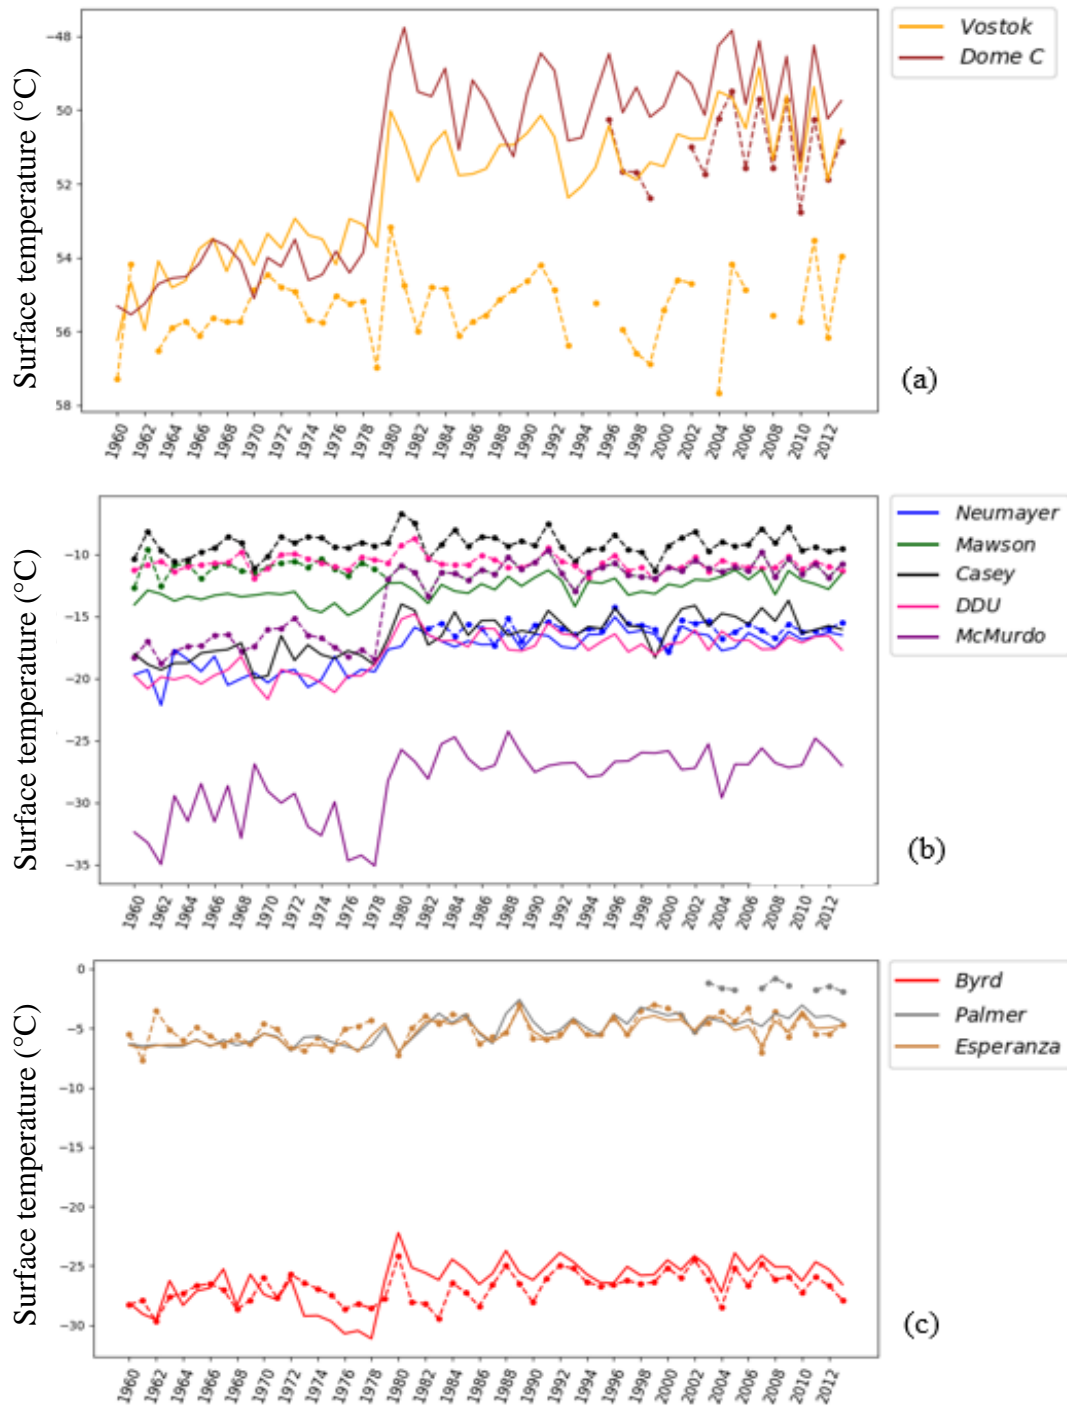 Surface temperature (°C)
−48
50
52
54
56
58
1960 1962 1964 1966 1968 1970 1972 1974 1976 1978 1980 1982 1984 1986 1988 1990 1992 1994 1996 1998 2000 2002 2004 2006 2008 2010 2012
Vostok
Dome C
(a)
Surface temperature (°C)
−10
−15
−20
−25
−30
−35
1960 1962 1964 1966 1968 1970 1972 1974 1976 1978 1980 1982 1984 1986 1988 1990 1992 1994 1996 1998 2000 2002 2004 2006 2008 2010 2012
Neumayer
Mawson
Casey
DDU
McMurdo
(b)
Surface temperature (°C)
0
−5
−10
−15
−20
−25
−30
1960 1962 1964 1966 1968 1970 1972 1974 1976 1978 1980 1982 1984 1986 1988 1990 1992 1994 1996 1998 2000 2002 2004 2006 2008 2010 2012
Byrd
Palmer
Esperanza
(c)